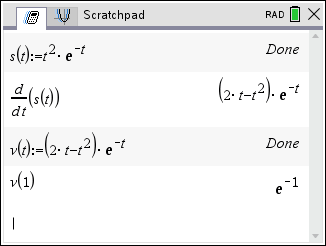 Scratchpad RAD
s(t):=t²·e⁻ᵗ Done
d/dt(s(t)) (2·t−t²)·e⁻ᵗ
v(t):=(2·t−t²)·e⁻ᵗ Done
v(1) e⁻¹